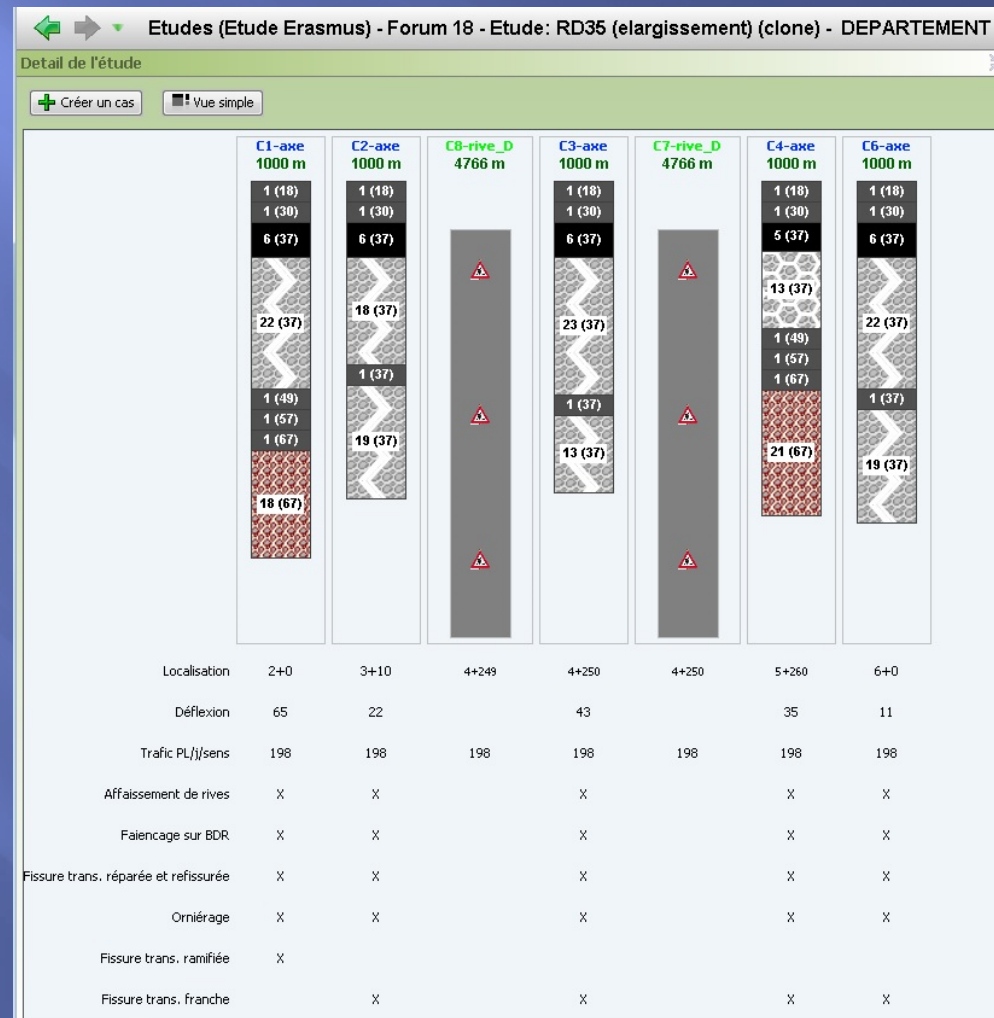 Etudes (Etude Erasmus) - Forum 18 - Etude: RD35 (elargissement) (clone) - DEPARTEMENT
Detail de l'étude
Créer un cas Vue simple
C1-axe C2-axe C8-rive_D C3-axe C7-rive_D C4-axe C6-axe
1000 m 1000 m 4766 m 1000 m 4766 m 1000 m 1000 m
1 (18) 1 (18) 1 (18) 1 (18) 1 (18)
1 (30) 1 (30) 1 (30) 1 (30) 1 (30)
6 (37) 6 (37) 6 (37) 5 (37) 6 (37)
22 (37) 18 (37) 23 (37) 13 (37) 22 (37)
1 (49) 1 (37) 1 (37) 1 (49) 1 (37)
1 (57) 19 (37) 13 (37) 1 (57) 19 (37)
1 (67) 1 (67)
18 (67) 21 (67)
Localisation 2+0 3+10 4+249 4+250 4+250 5+260 6+0
Déflexion 65 22 43 35 11
Trafic PL/j/sens 198 198 198 198 198 198 198
Affaissement de rives X X X X X
Faiencage sur BDR X X X X X
Fissure trans. réparée et refissurée X X X X X
Orniérage X X X X X
Fissure trans. ramifiée X
Fissure trans. franche X X X X